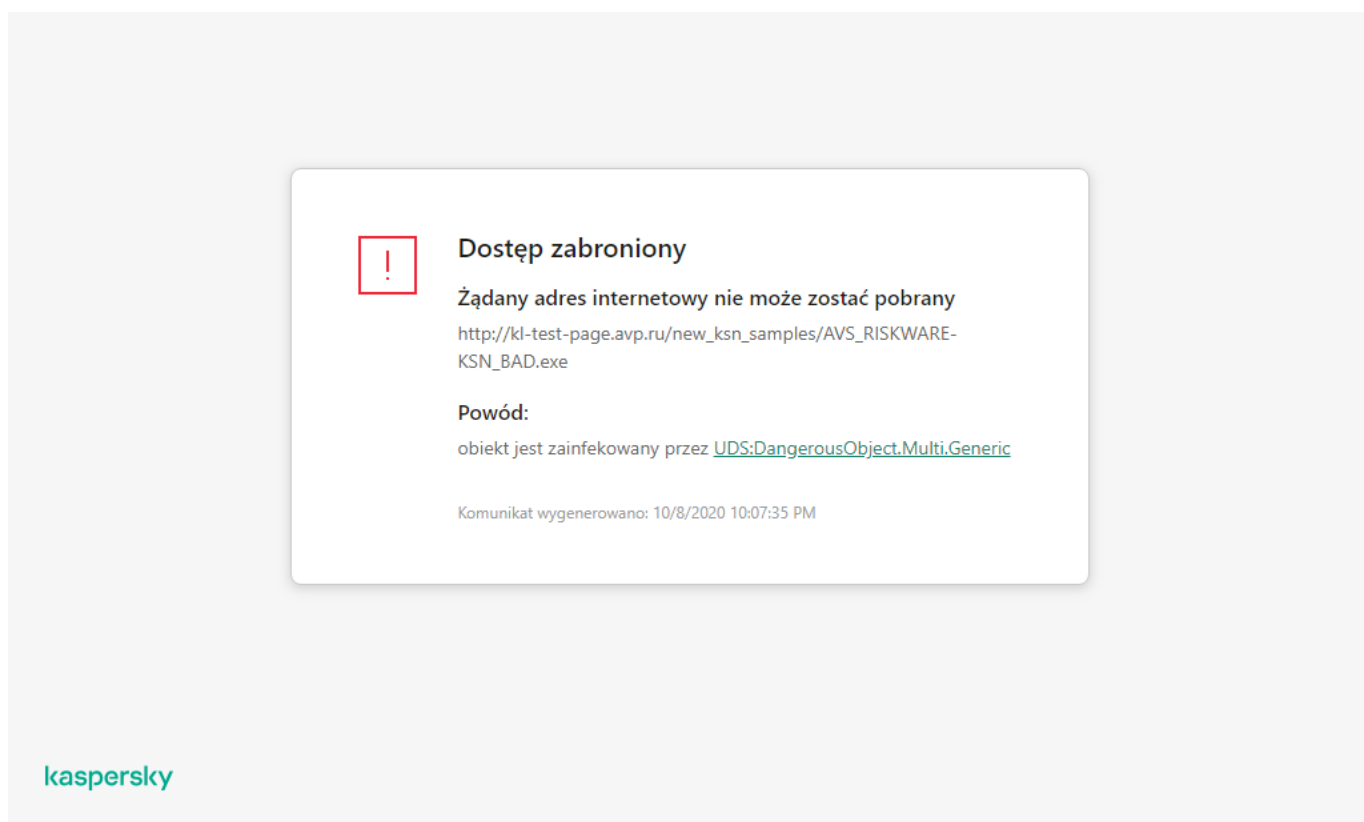 !
Dostęp zabroniony
Żądany adres internetowy nie może zostać pobrany
http://kl-test-page.avp.ru/new_ksn_samples/AVS_RISKWARE-
KSN_BAD.exe
Powód:
obiekt jest zainfekowany przez UDS:DangerousObject.Multi.Generic
Komunikat wygenerowano: 10/8/2020 10:07:35 PM
kaspersky